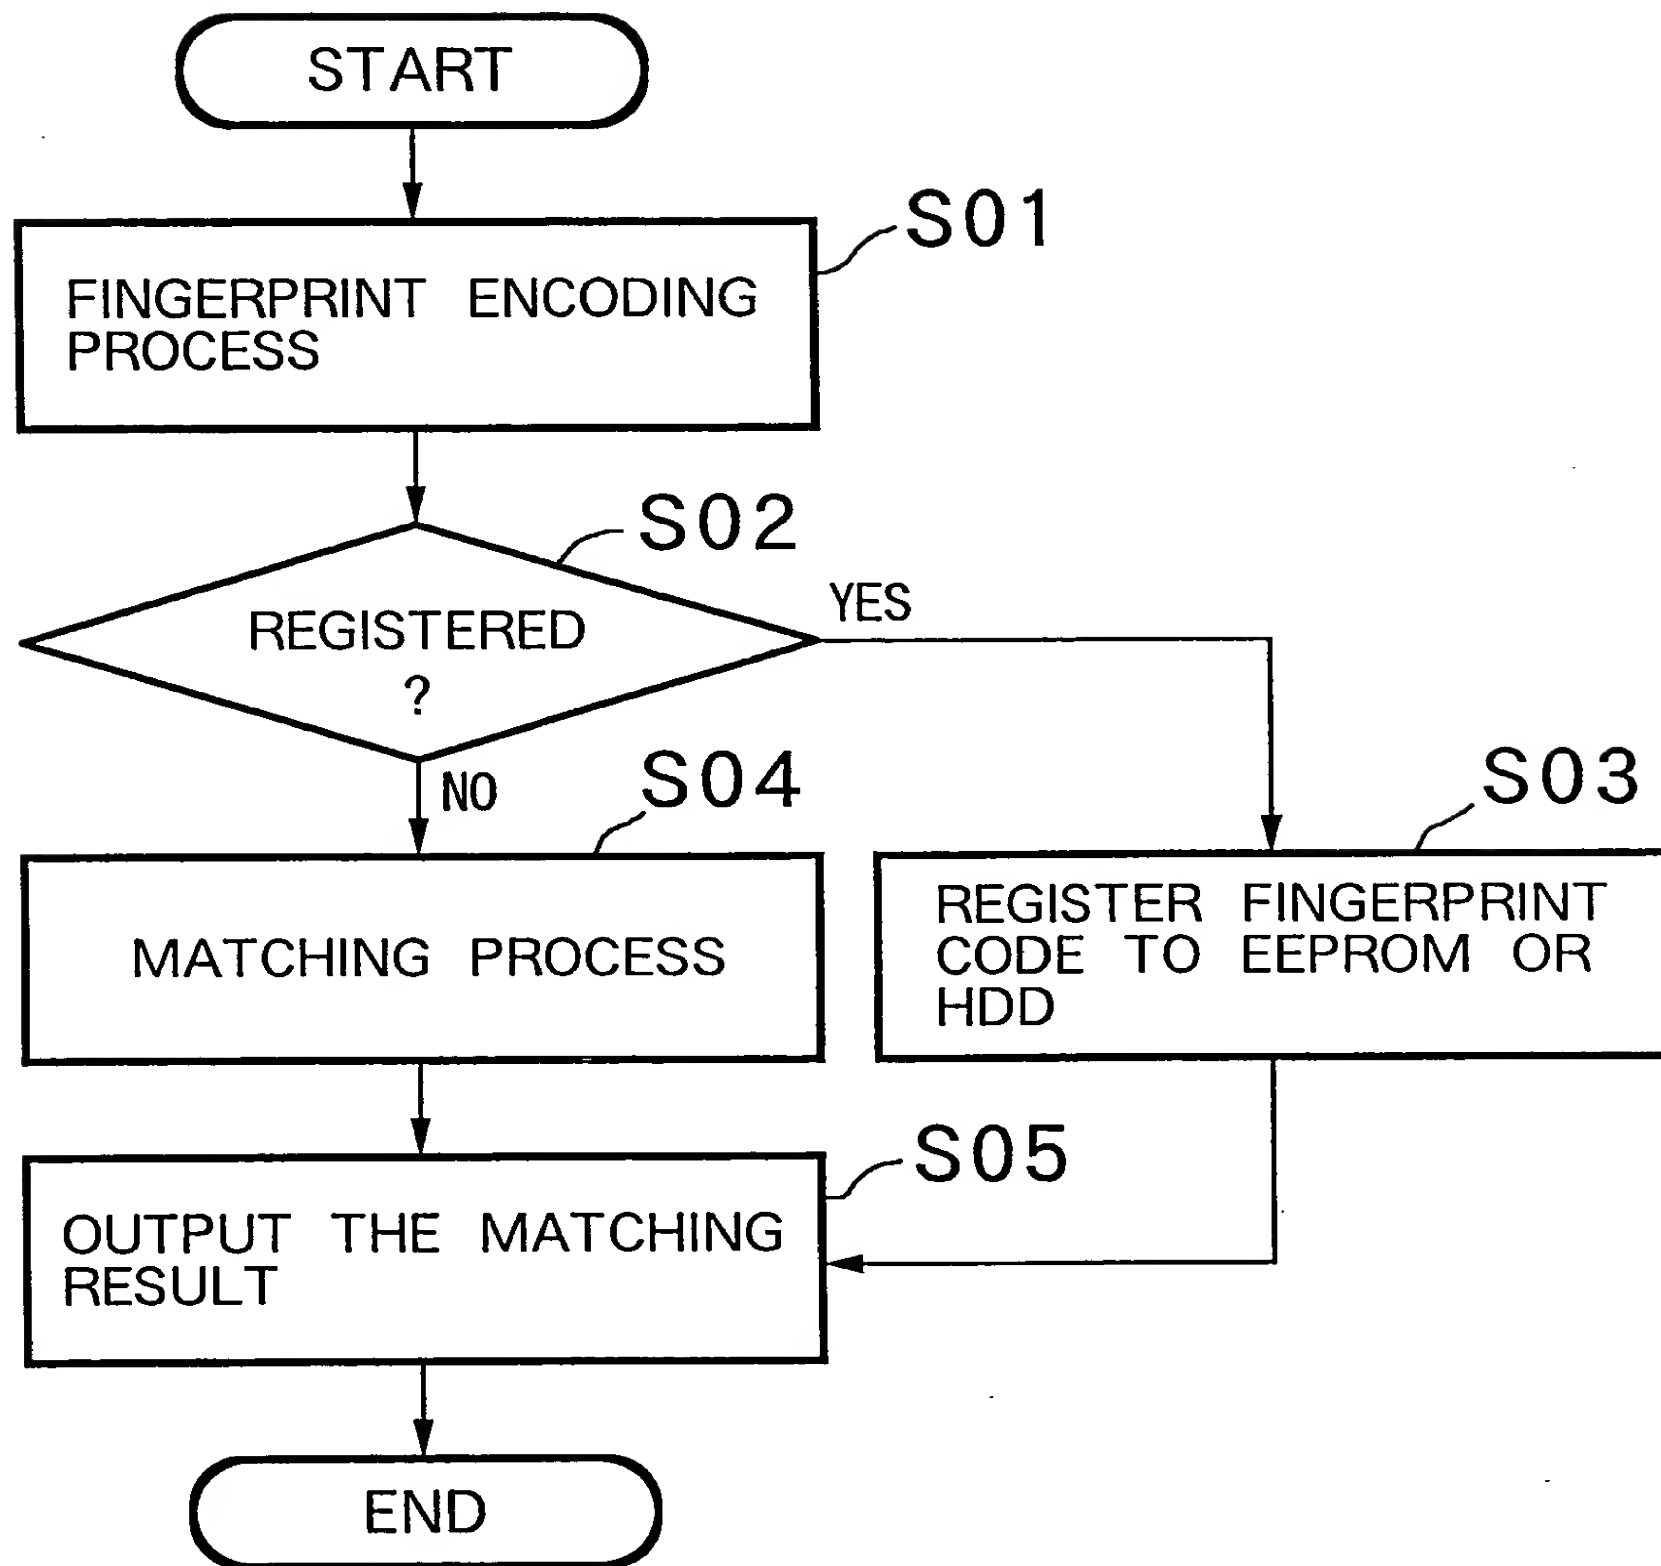 START
S01
FINGERPRINT ENCODING
PROCESS
S02
REGISTERED
?
YES
NO
S04
MATCHING PROCESS
S03
REGISTER FINGERPRINT
CODE TO EEPROM OR
HDD
S05
OUTPUT THE MATCHING
RESULT
END